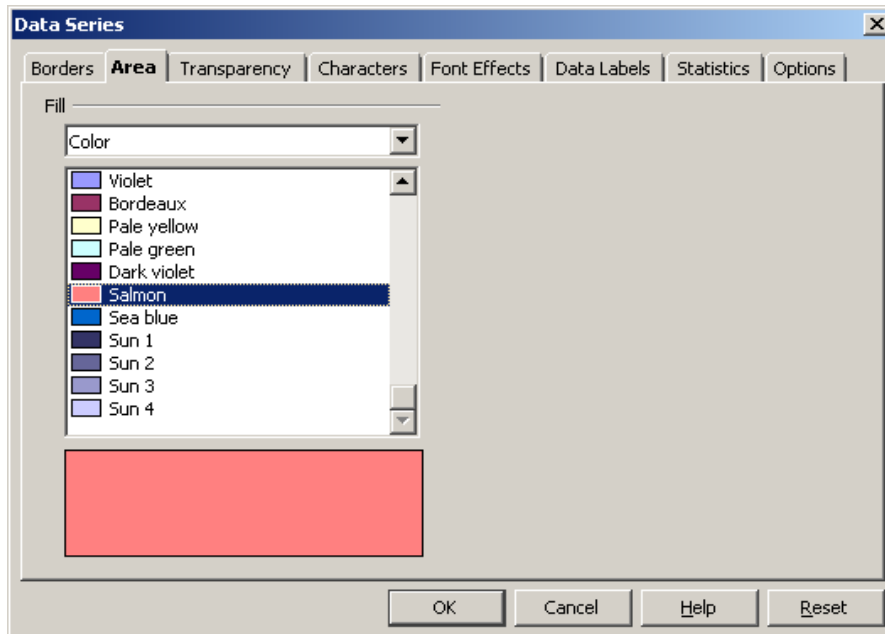 Data Series
Borders Area Transparency Characters Font Effects Data Labels Statistics Options
Fill
Color
Violet
Bordeaux
Pale yellow
Pale green
Dark violet
Salmon
Sea blue
Sun 1
Sun 2
Sun 3
Sun 4
OK Cancel Help Reset